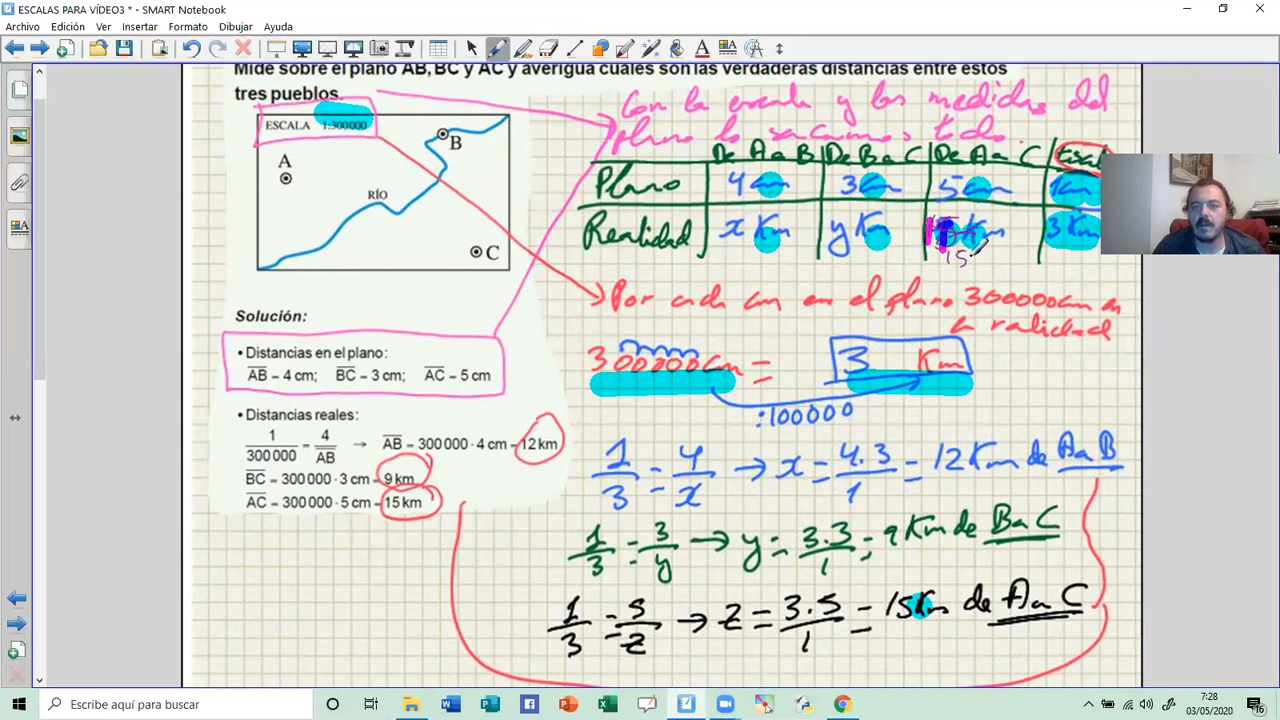 ESCALAS PARA VÍDEO3 * - SMART Notebook
Archivo Edición Ver Insertar Formato Dibujar Ayuda
Mide sobre el plano AB, BC y AC y averigua cuáles son las verdaderas distancias entre estos
tres pueblos.
ESCALA 1:300000
A
B
RÍO
C
Con la escala y las medidas del
plano lo sacamos todo
De A a B De B a C De A a C
Plano 4 cm 3 cm 5 cm 1 cm
Realidad x Km y Km Km 3 Km
15
Por cada cm en el plano 300000 cm en
la realidad
300000 cm = 3 Km
:100000
Solución:
• Distancias en el plano:
AB = 4 cm; BC = 3 cm; AC = 5 cm
• Distancias reales:
1/300 000 = 4/AB → AB = 300 000 · 4 cm = 12 km
BC = 300 000 · 3 cm = 9 km
AC = 300 000 · 5 cm = 15 km
1/3 = 4/x → x = 4.3/1 = 12 Km de A a B
1/3 = 3/y → y = 3.3/1 = 9 Km de B a C
1/3 = 5/z → z = 3.5/1 = 15 Km de A a C
Escribe aquí para buscar
7:28
03/05/2020
16